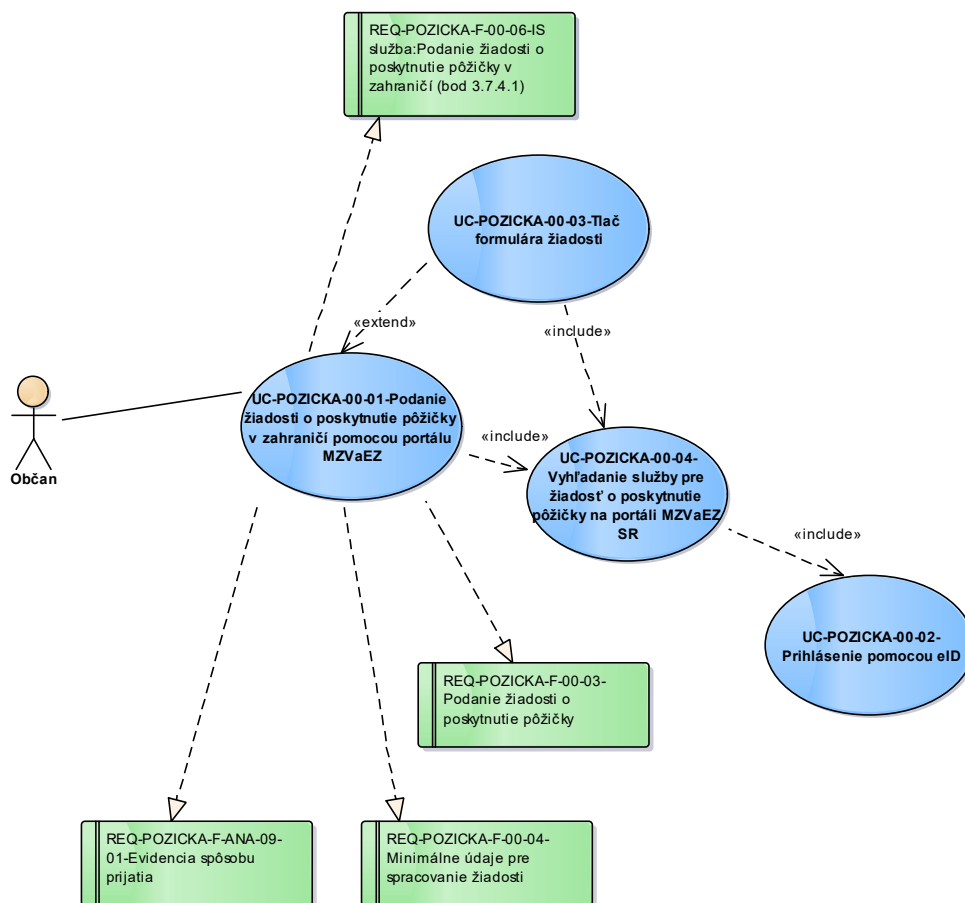 REQ-POZICKA-F-00-06-IS
služba:Podanie žiadosti o
poskytnutie pôžičky v
zahraničí (bod 3.7.4.1)
UC-POZICKA-00-03-Tlač
formulára žiadosti
«extend»
«include»
UC-POZICKA-00-01-Podanie
žiadosti o poskytnutie pôžičky
v zahraničí pomocou portálu
MZVaEZ
Občan
«include»
UC-POZICKA-00-04-
Vyhľadanie služby pre
žiadosť o poskytnutie
pôžičky na portáli MZVaEZ
SR
«include»
UC-POZICKA-00-02-
Prihlásenie pomocou eID
REQ-POZICKA-F-00-03-
Podanie žiadosti o
poskytnutie pôžičky
REQ-POZICKA-F-ANA-09-
01-Evidencia spôsobu
prijatia
REQ-POZICKA-F-00-04-
Minimálne údaje pre
spracovanie žiadosti